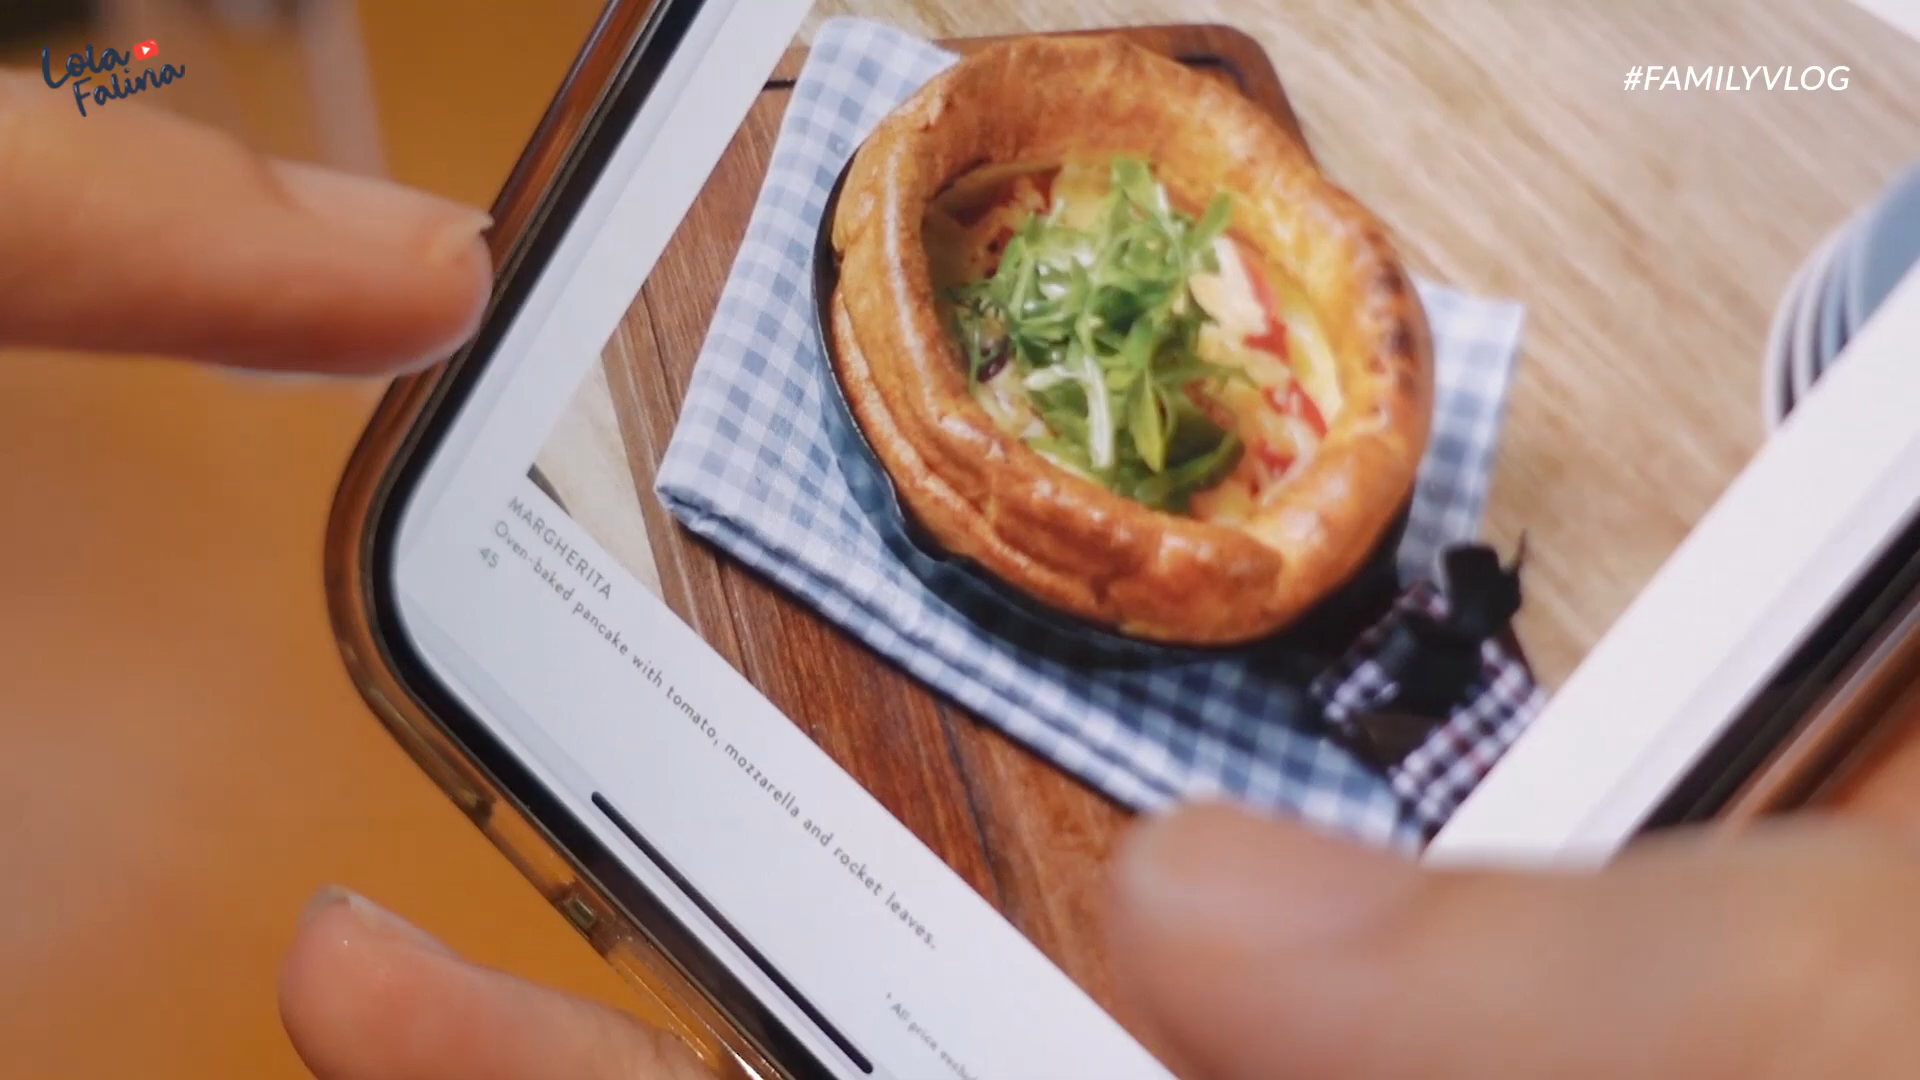 Lola
Falina
#FAMILYVLOG
MARGHERITA
Oven-baked pancake with tomato, mozzarella and rocket leaves.
45
* All price